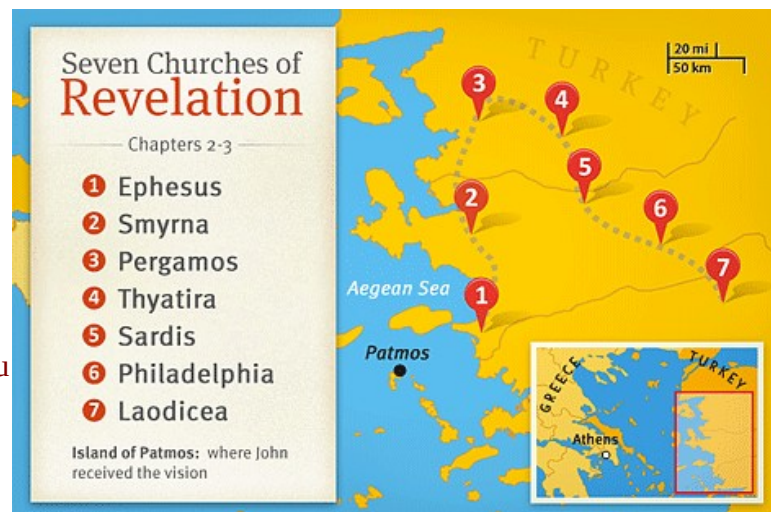 Seven Churches of
Revelation
Chapters 2-3
1 Ephesus
2 Smyrna
3 Pergamos
4 Thyatira
5 Sardis
6 Philadelphia
7 Laodicea
Island of Patmos: where John
received the vision
u
TURKEY
20 mi
50 km
3
4
5
2
6
7
1
Aegean Sea
Patmos
GREECE
TURKEY
Athens